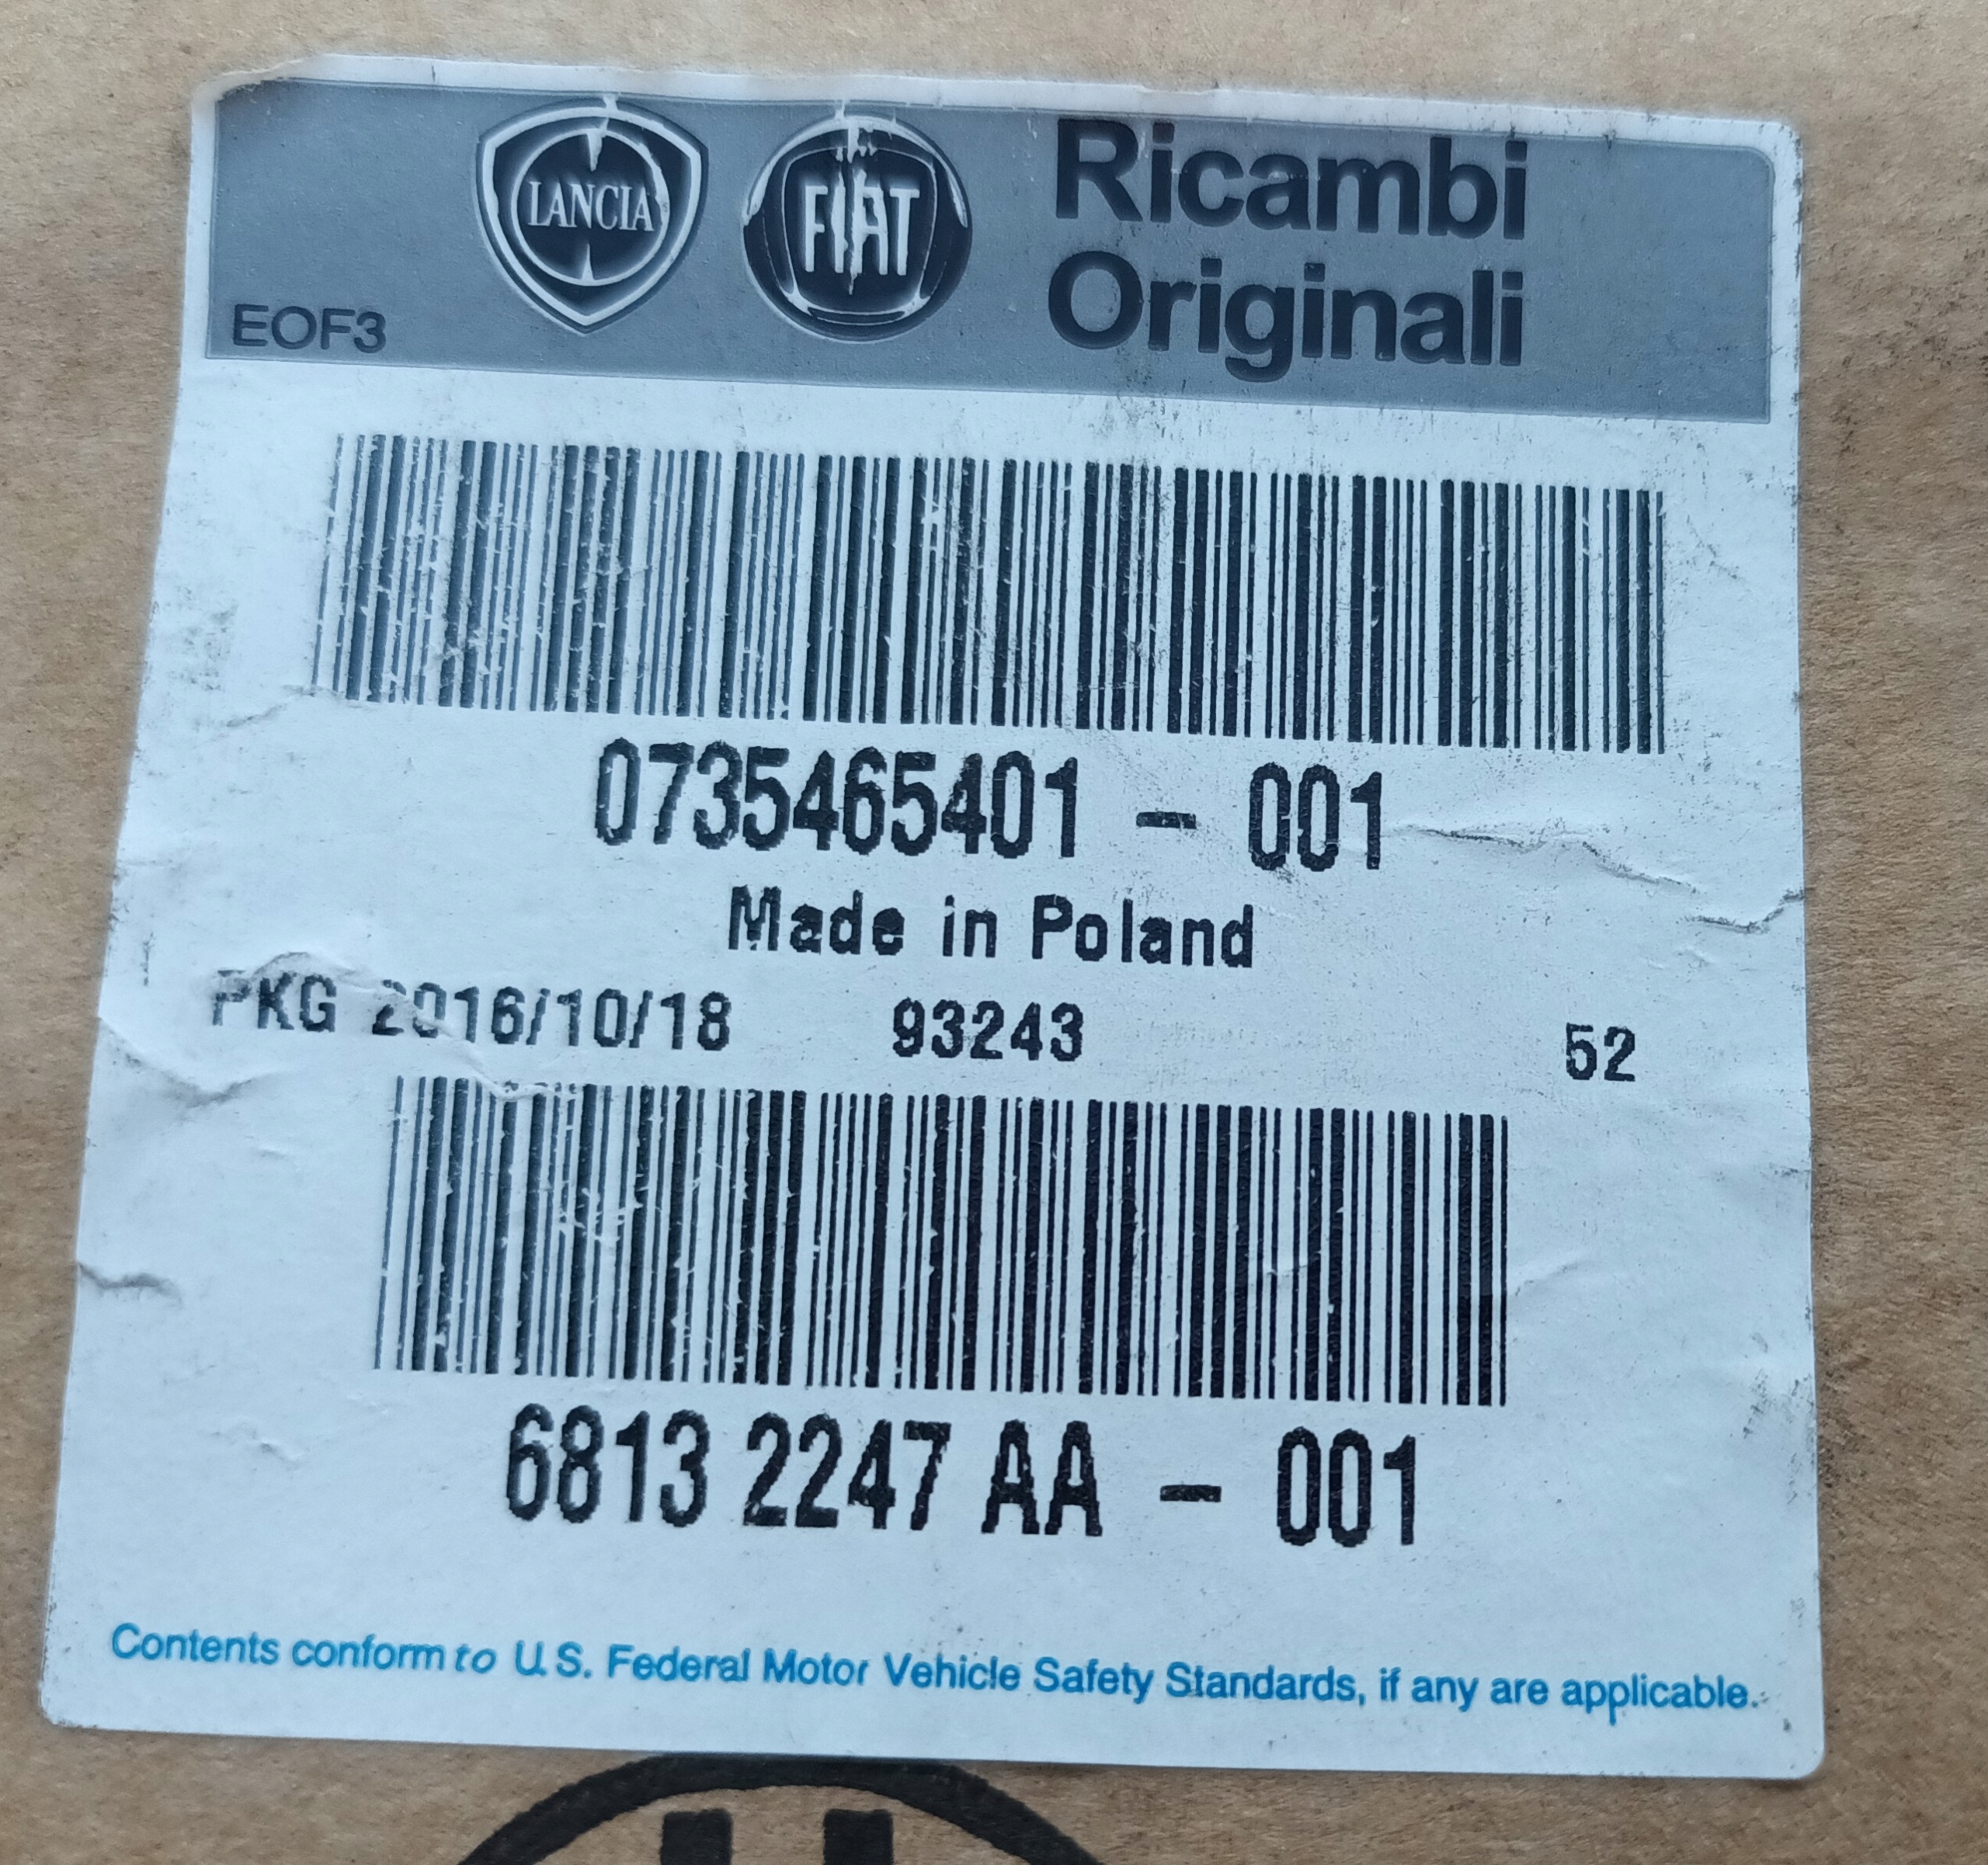 LANCIA
FIAT
Ricambi
Originali
EOF3
0735465401 - 001
Made in Poland
PKG 2016/10/18 93243 52
6813 2247 AA - 001
Contents conform to U.S. Federal Motor Vehicle Safety Standards, if any are applicable.